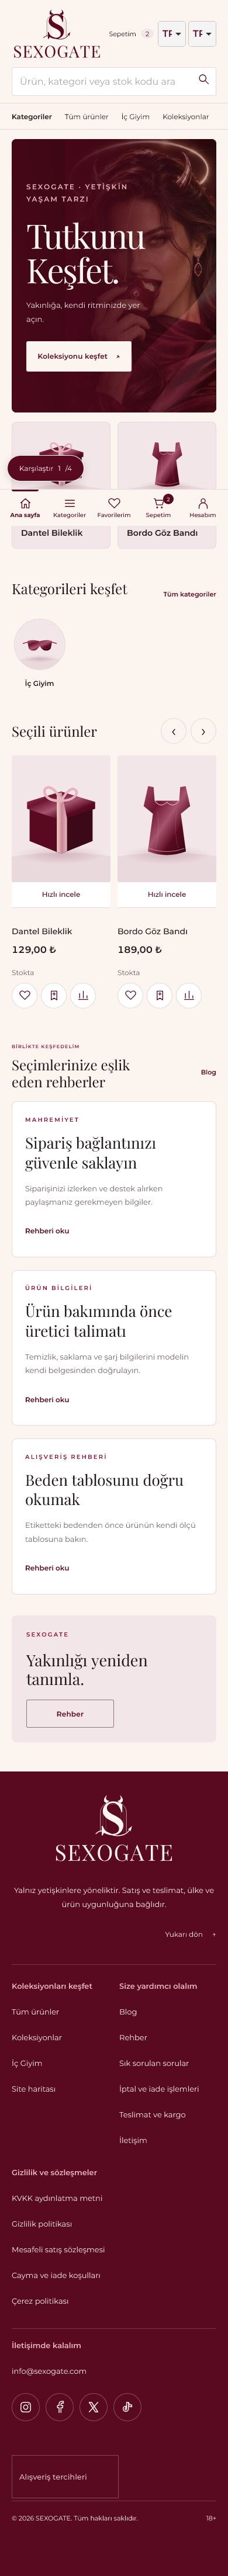 SEXOGATE
Sepetim 2
Ürün, kategori veya stok kodu ara
Kategoriler Tüm ürünler İç Giyim Koleksiyonlar
SEXOGATE · YETİŞKİN
YAŞAM TARZI
Tutkunu
Keşfet.
Yakınlığa, kendi ritminizde yer
açın.
Koleksiyonu keşfet
Karşılaştır 1 /4
2
Ana sayfa Kategoriler Favorilerim Sepetim Hesabım
Dantel Bileklik Bordo Göz Bandı
Kategorileri keşfet
Tüm kategoriler
İç Giyim
Seçili ürünler
‹ ›
Hızlı incele Hızlı incele
Dantel Bileklik Bordo Göz Bandı
129,00 ₺ 189,00 ₺
Stokta Stokta
BİRLİKTE KEŞFEDELİM
Seçimlerinize eşlik
eden rehberler
Blog
MAHREMİYET
Sipariş bağlantınızı
güvenle saklayın
Siparişinizi izlerken ve destek alırken
paylaşmanız gerekmeyen bilgiler.
Rehberi oku
ÜRÜN BİLGİLERİ
Ürün bakımında önce
üretici talimatı
Temizlik, saklama ve şarj bilgilerini modelin
kendi belgesinden doğrulayın.
Rehberi oku
ALIŞVERİŞ REHBERİ
Beden tablosunu doğru
okumak
Etiketteki bedenden önce ürünün kendi ölçü
tablosuna bakın.
Rehberi oku
SEXOGATE
Yakınlığı yeniden
tanımla.
Rehber
SEXOGATE
Yalnız yetişkinlere yöneliktir. Satış ve teslimat, ülke ve
ürün uygunluğuna bağlıdır.
Yukarı dön ↑
Koleksiyonları keşfet Size yardımcı olalım
Tüm ürünler Blog
Koleksiyonlar Rehber
İç Giyim Sık sorulan sorular
Site haritası İptal ve iade işlemleri
Teslimat ve kargo
İletişim
Gizlilik ve sözleşmeler
KVKK aydınlatma metni
Gizlilik politikası
Mesafeli satış sözleşmesi
Cayma ve iade koşulları
Çerez politikası
İletişimde kalalım
info@sexogate.com
Alışveriş tercihleri
© 2026 SEXOGATE. Tüm hakları saklıdır. 18+